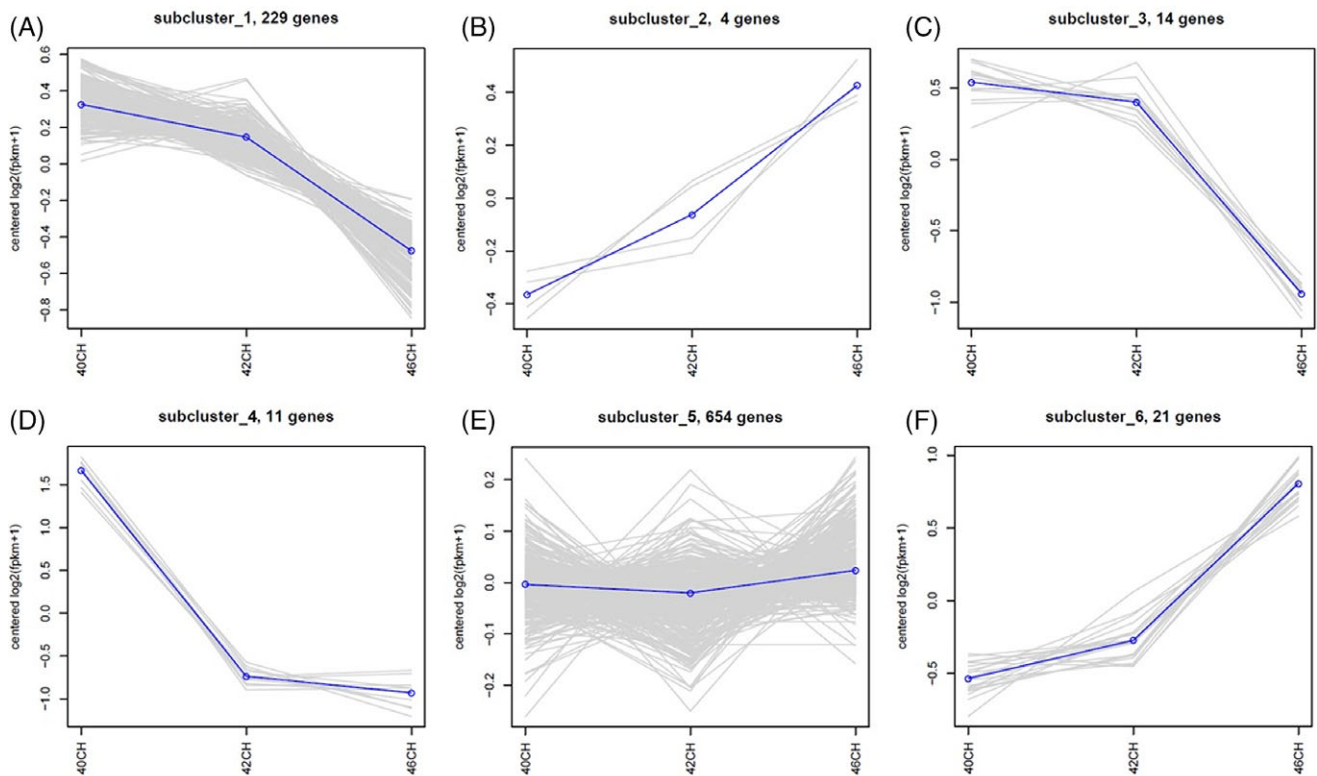 (A)
subcluster_1, 229 genes
centered log2(fpkm+1)
0.6
0.4
0.2
0.0
−0.2
−0.4
−0.6
−0.8
40CH
42CH
46CH
(B)
subcluster_2, 4 genes
centered log2(fpkm+1)
0.4
0.2
0.0
−0.2
−0.4
40CH
42CH
46CH
(C)
subcluster_3, 14 genes
centered log2(fpkm+1)
0.5
0.0
−0.5
−1.0
40CH
42CH
46CH
(D)
subcluster_4, 11 genes
centered log2(fpkm+1)
1.5
1.0
0.5
0.0
−0.5
−1.0
40CH
42CH
46CH
(E)
subcluster_5, 654 genes
centered log2(fpkm+1)
0.2
0.1
0.0
−0.1
−0.2
40CH
42CH
46CH
(F)
subcluster_6, 21 genes
centered log2(fpkm+1)
1.0
0.5
0.0
−0.5
40CH
42CH
46CH